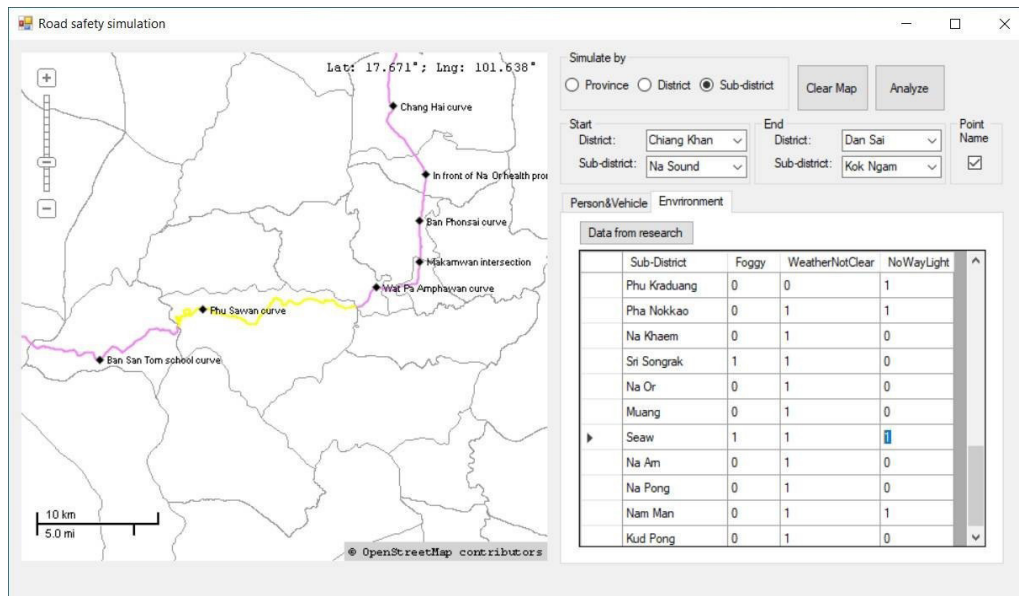 Road safety simulation
Lat: 17.671°; Lng: 101.638°
Chang Hai curve
In front of Na Or health pro
Ban Phonsai curve
Makamwan intersection
Wat Pa Amphawan curve
Phu Sawan curve
Ban San Tom school curve
10 km
5.0 mi
© OpenStreetMap contributors
Simulate by
Province District Sub-district
Clear Map
Analyze
Start
District: Chiang Khan
Sub-district: Na Sound
End
District: Dan Sai
Sub-district: Kok Ngam
Point
Name
Person&Vehicle Envrironment
Data from research
Sub-District Foggy WeatherNotClear NoWayLight
Phu Kraduang 0 0 1
Pha Nokkao 0 1 1
Na Khaem 0 1 0
Sri Songrak 1 1 0
Na Or 0 1 0
Muang 0 1 0
Seaw 1 1 1
Na Am 0 1 0
Na Pong 0 1 0
Nam Man 0 1 1
Kud Pong 0 1 0